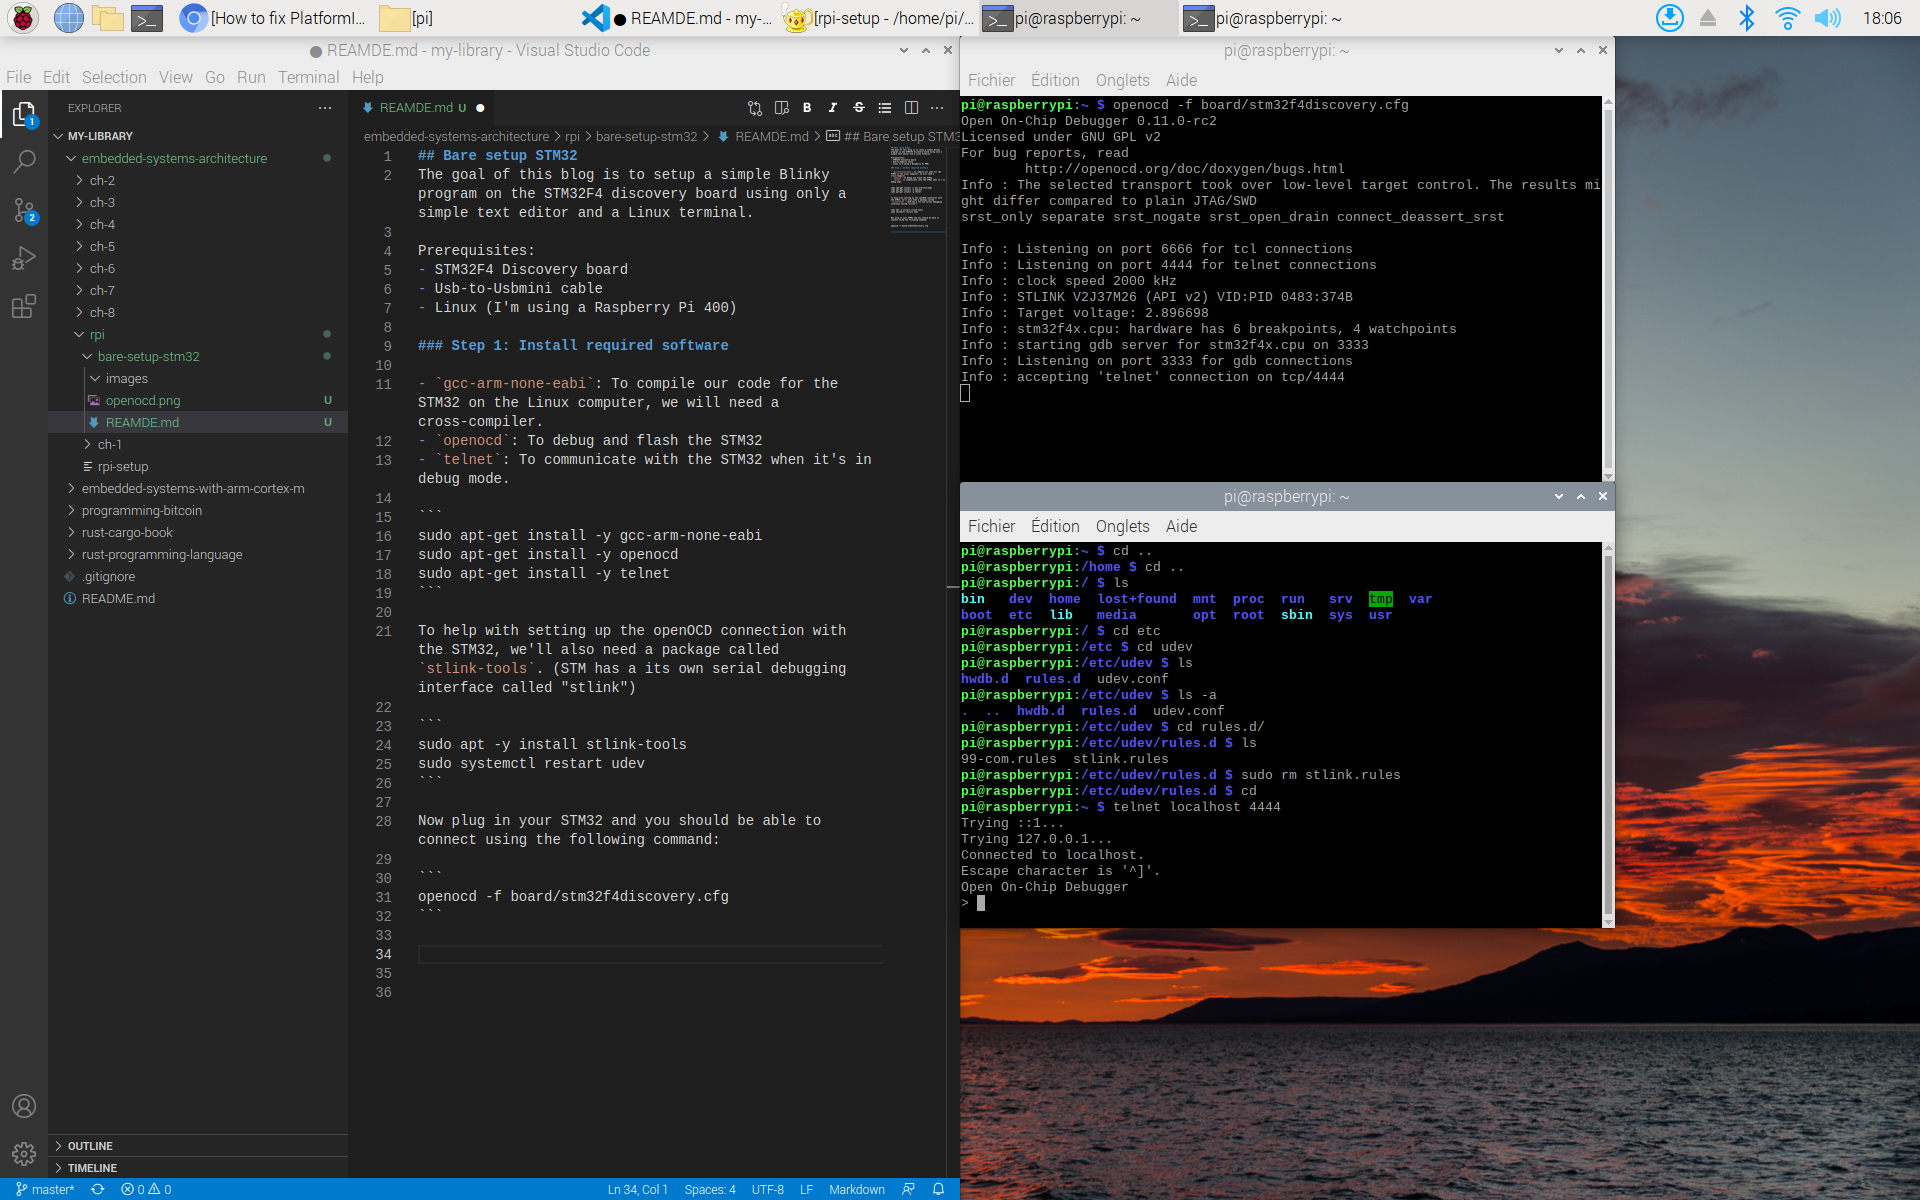 [How to fix PlatformI...
[pi]
● REAMDE.md - my-...
[rpi-setup - /home/pi/...
pi@raspberrypi: ~
pi@raspberrypi: ~
18:06
● REAMDE.md - my-library - Visual Studio Code
File Edit Selection View Go Run Terminal Help
EXPLORER
MY-LIBRARY
embedded-systems-architecture
ch-2
ch-3
ch-4
ch-5
ch-6
ch-7
ch-8
rpi
bare-setup-stm32
images
openocd.png U
REAMDE.md U
ch-1
rpi-setup
embedded-systems-with-arm-cortex-m
programming-bitcoin
rust-cargo-book
rust-programming-language
.gitignore
README.md
OUTLINE
TIMELINE
1
2
REAMDE.md U ●
B I S
embedded-systems-architecture > rpi > bare-setup-stm32 > REAMDE.md > ## Bare setup STM3
1 ## Bare setup STM32
2 The goal of this blog is to setup a simple Blinky
program on the STM32F4 discovery board using only a
simple text editor and a Linux terminal.
3
4 Prerequisites:
5 - STM32F4 Discovery board
6 - Usb-to-Usbmini cable
7 - Linux (I'm using a Raspberry Pi 400)
8
9 ### Step 1: Install required software
10
11 - `gcc-arm-none-eabi`: To compile our code for the
STM32 on the Linux computer, we will need a
cross-compiler.
12 - `openocd`: To debug and flash the STM32
13 - `telnet`: To communicate with the STM32 when it's in
debug mode.
14
15 ```
16 sudo apt-get install -y gcc-arm-none-eabi
17 sudo apt-get install -y openocd
18 sudo apt-get install -y telnet
19 ```
20
21 To help with setting up the openOCD connection with
the STM32, we'll also need a package called
`stlink-tools`. (STM has a its own serial debugging
interface called "stlink")
22
23 ```
24 sudo apt -y install stlink-tools
25 sudo systemctl restart udev
26 ```
27
28 Now plug in your STM32 and you should be able to
connect using the following command:
29
30 ```
31 openocd -f board/stm32f4discovery.cfg
32 ```
33
34
35
36
master* 0 0
Ln 34, Col 1 Spaces: 4 UTF-8 LF Markdown
pi@raspberrypi: ~
Fichier Édition Onglets Aide
pi@raspberrypi:~ $ openocd -f board/stm32f4discovery.cfg
Open On-Chip Debugger 0.11.0-rc2
Licensed under GNU GPL v2
For bug reports, read
http://openocd.org/doc/doxygen/bugs.html
Info : The selected transport took over low-level target control. The results mi
ght differ compared to plain JTAG/SWD
srst_only separate srst_nogate srst_open_drain connect_deassert_srst
Info : Listening on port 6666 for tcl connections
Info : Listening on port 4444 for telnet connections
Info : clock speed 2000 kHz
Info : STLINK V2J37M26 (API v2) VID:PID 0483:374B
Info : Target voltage: 2.896698
Info : stm32f4x.cpu: hardware has 6 breakpoints, 4 watchpoints
Info : starting gdb server for stm32f4x.cpu on 3333
Info : Listening on port 3333 for gdb connections
Info : accepting 'telnet' connection on tcp/4444
pi@raspberrypi: ~
Fichier Édition Onglets Aide
pi@raspberrypi:~ $ cd ..
pi@raspberrypi:/home $ cd ..
pi@raspberrypi:/ $ ls
bin dev home lost+found mnt proc run srv tmp var
boot etc lib media opt root sbin sys usr
pi@raspberrypi:/ $ cd etc
pi@raspberrypi:/etc $ cd udev
pi@raspberrypi:/etc/udev $ ls
hwdb.d rules.d udev.conf
pi@raspberrypi:/etc/udev $ ls -a
. .. hwdb.d rules.d udev.conf
pi@raspberrypi:/etc/udev $ cd rules.d/
pi@raspberrypi:/etc/udev/rules.d $ ls
99-com.rules stlink.rules
pi@raspberrypi:/etc/udev/rules.d $ sudo rm stlink.rules
pi@raspberrypi:/etc/udev/rules.d $ cd
pi@raspberrypi:~ $ telnet localhost 4444
Trying ::1...
Trying 127.0.0.1...
Connected to localhost.
Escape character is '^]'.
Open On-Chip Debugger
>